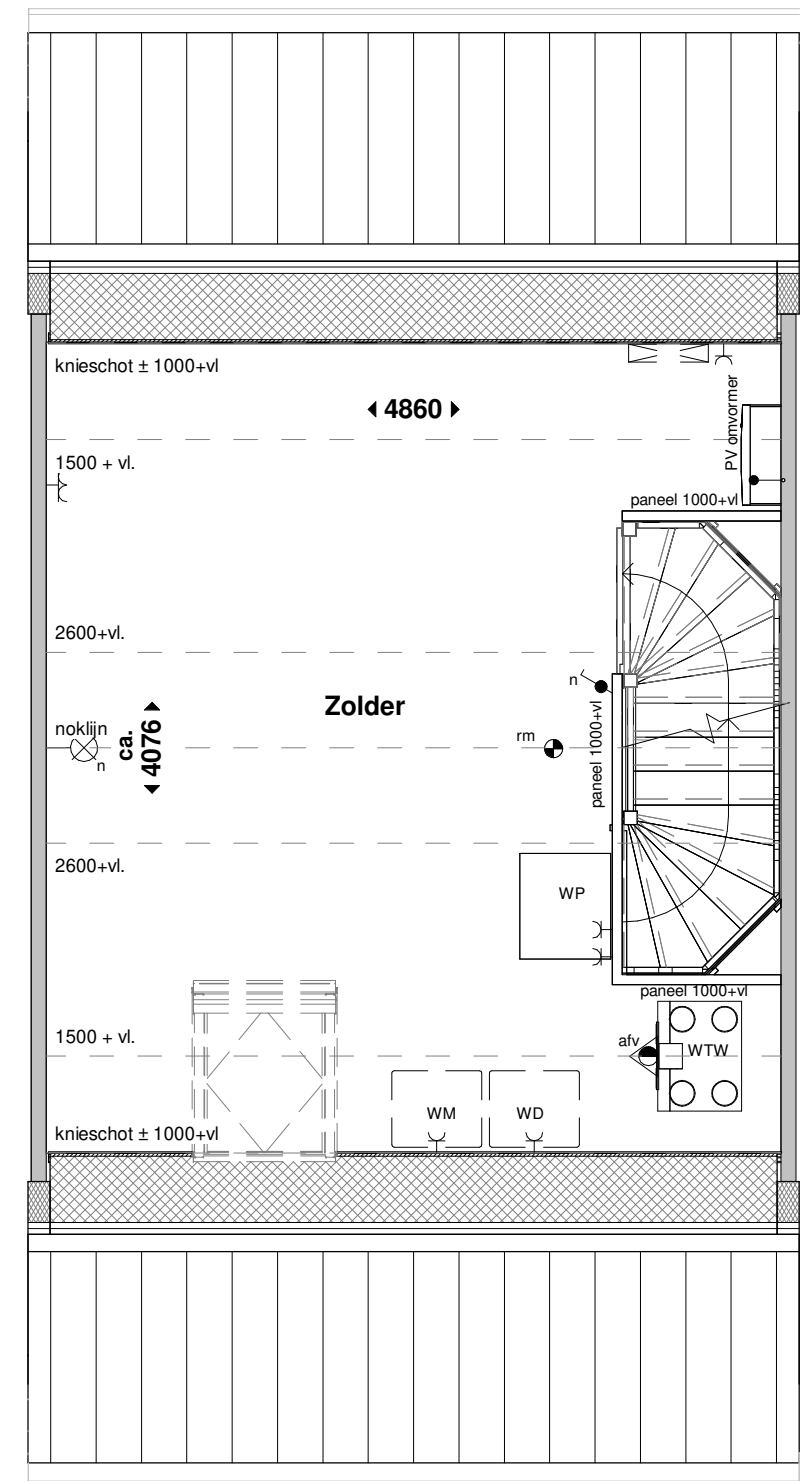 knieschot ± 1000+vl
4860
PV omvormer
1500 + vl.
paneel 1000+vl
2600+vl.
n
Zolder
paneel 1000+vl
noklijn
n
ca.
4076
rm
2600+vl.
WP
paneel 1000+vl
1500 + vl.
afv
WTW
WM
WD
knieschot ± 1000+vl